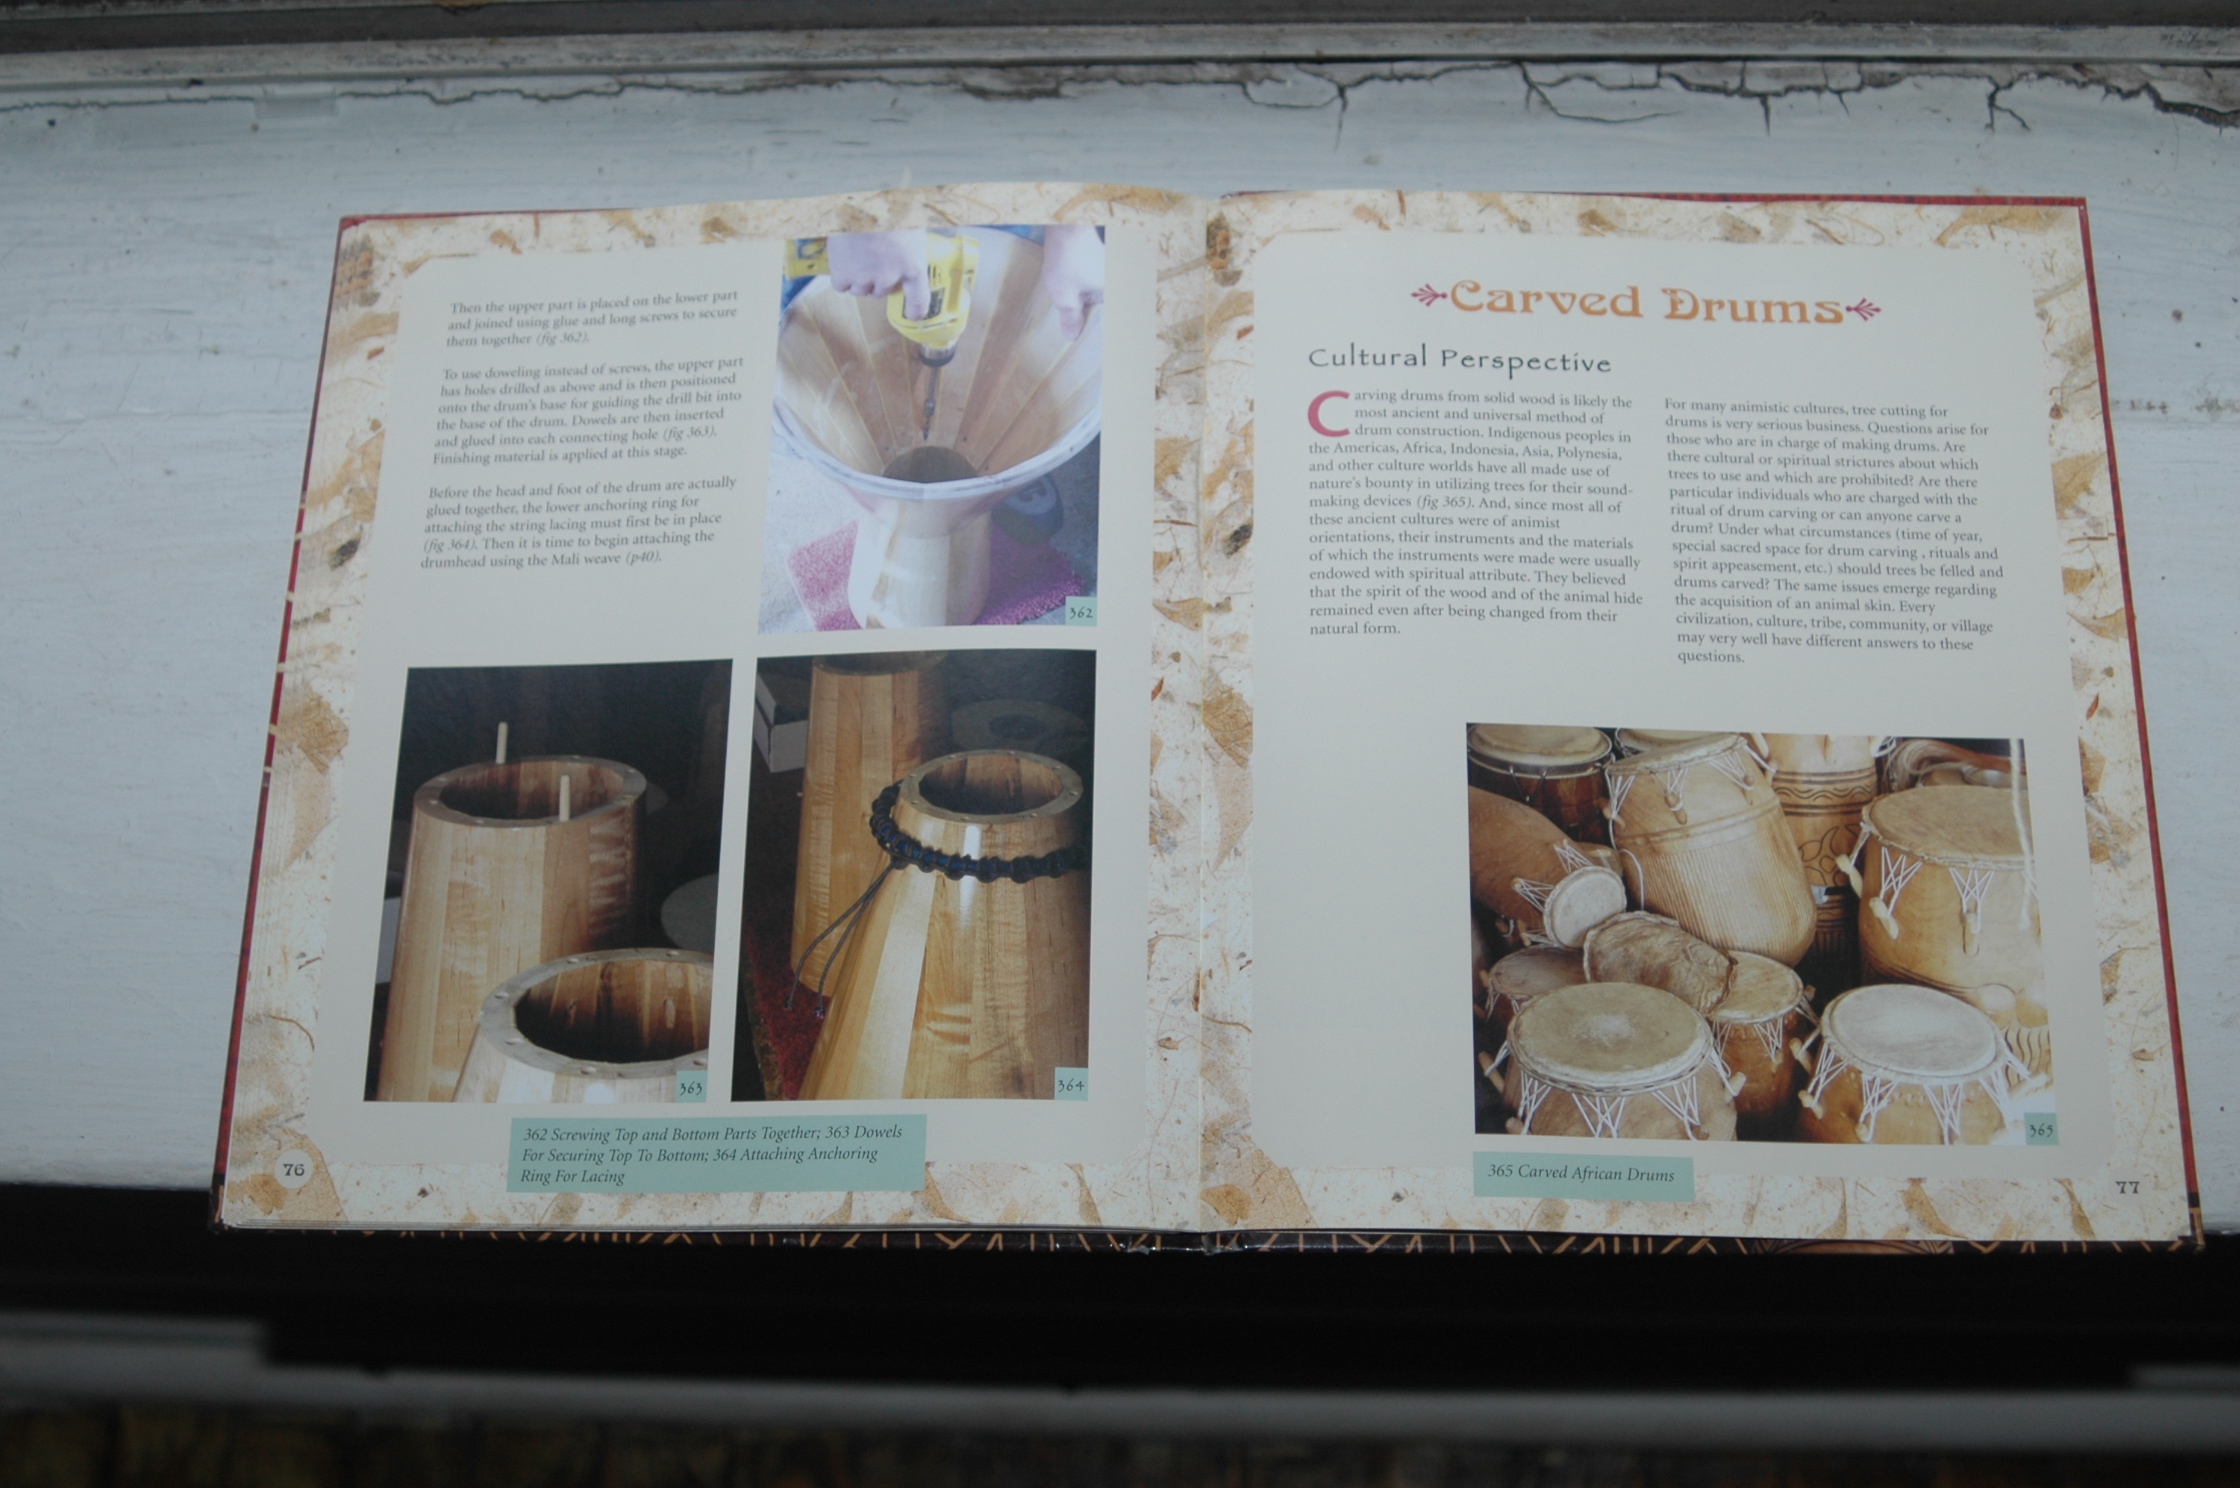 Then the upper part is placed on the lower part
and joined using glue and long screws to secure
them together (fig 362).
To use doweling instead of screws, the upper part
has holes drilled as above and is then positioned
onto the drum's base for guiding the drill bit into
the base of the drum. Dowels are then inserted
and glued into each connecting hole (fig 363).
Finishing material is applied at this stage.
Before the head and foot of the drum are actually
glued together, the lower anchoring ring for
attaching the string lacing must first be in place
(fig 364). Then it is time to begin attaching the
drumhead using the Mali weave (p40).
362
363
364
362 Screwing Top and Bottom Parts Together; 363 Dowels
For Securing Top To Bottom; 364 Attaching Anchoring
Ring For Lacing
76
Carved Drums
Cultural Perspective
Carving drums from solid wood is likely the
most ancient and universal method of
drum construction. Indigenous peoples in
the Americas, Africa, Indonesia, Asia, Polynesia,
and other culture worlds have all made use of
nature's bounty in utilizing trees for their sound-
making devices (fig 365). And, since most all of
these ancient cultures were of animist
orientations, their instruments and the materials
of which the instruments were made were usually
endowed with spiritual attribute. They believed
that the spirit of the wood and of the animal hide
remained even after being changed from their
natural form.
For many animistic cultures, tree cutting for
drums is very serious business. Questions arise for
those who are in charge of making drums. Are
there cultural or spiritual strictures about which
trees to use and which are prohibited? Are there
particular individuals who are charged with the
ritual of drum carving or can anyone carve a
drum? Under what circumstances (time of year,
special sacred space for drum carving , rituals and
spirit appeasement, etc.) should trees be felled and
drums carved? The same issues emerge regarding
the acquisition of an animal skin. Every
civilization, culture, tribe, community, or village
may very well have different answers to these
questions.
365
365 Carved African Drums
77